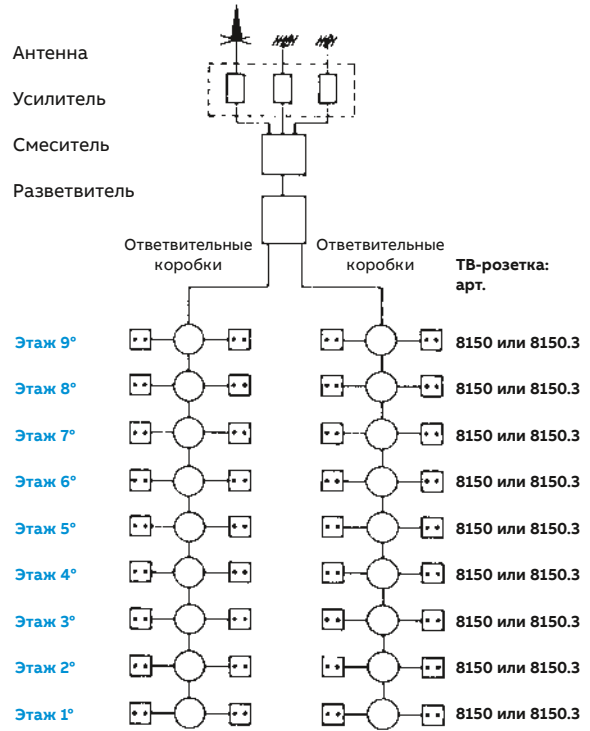 Антенна
Усилитель
Смеситель
Разветвитель
Ответвительные
коробки
Ответвительные
коробки
ТВ-розетка:
арт.
Этаж 9° 8150 или 8150.3
Этаж 8° 8150 или 8150.3
Этаж 7° 8150 или 8150.3
Этаж 6° 8150 или 8150.3
Этаж 5° 8150 или 8150.3
Этаж 4° 8150 или 8150.3
Этаж 3° 8150 или 8150.3
Этаж 2° 8150 или 8150.3
Этаж 1° 8150 или 8150.3